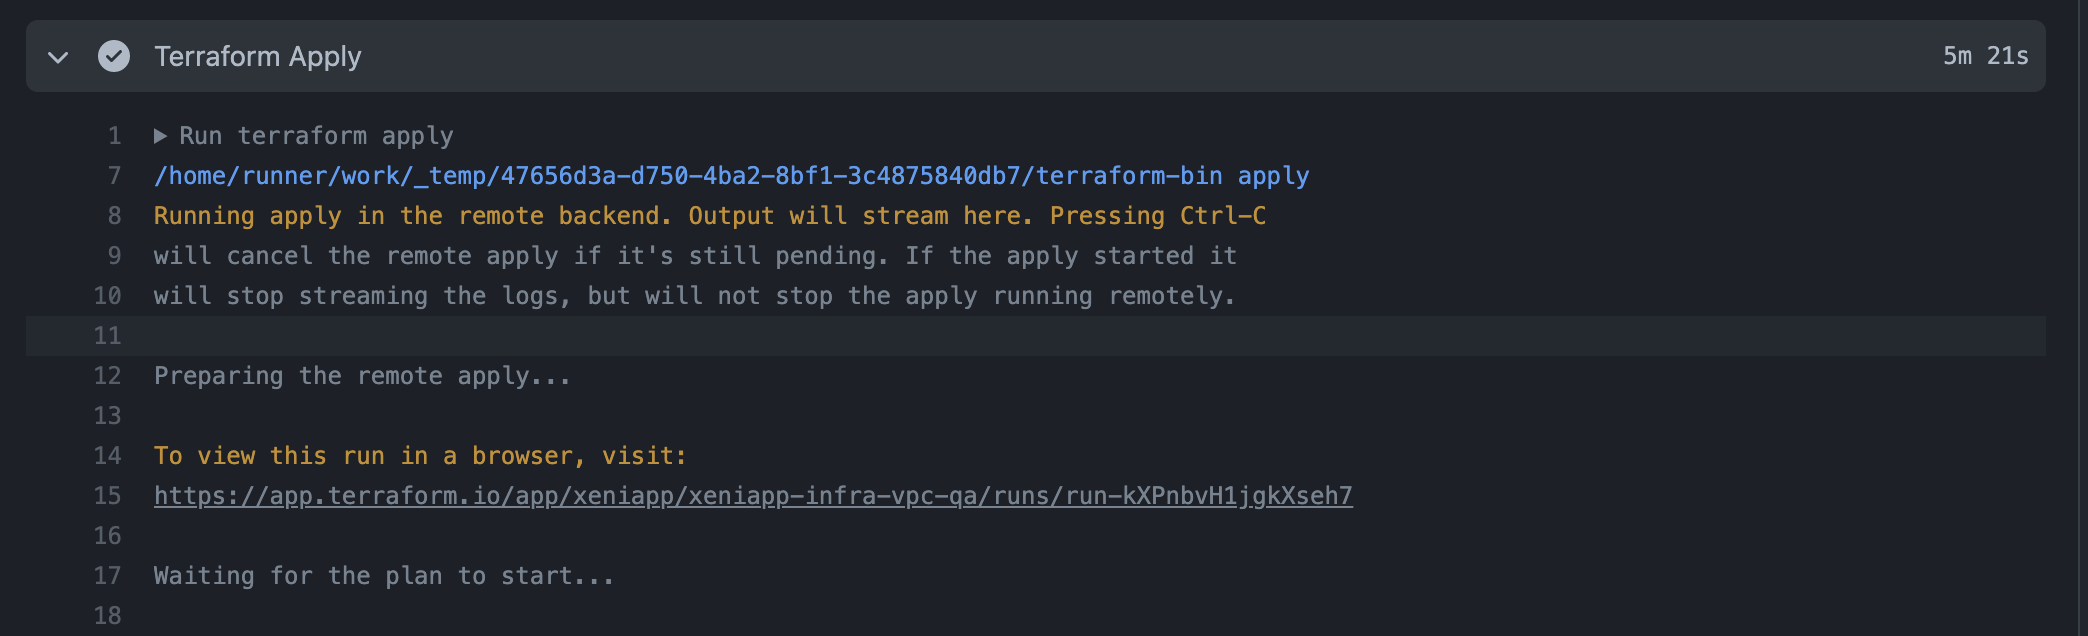 Terraform Apply 5m 21s
1 Run terraform apply
7 /home/runner/work/_temp/47656d3a-d750-4ba2-8bf1-3c4875840db7/terraform-bin apply
8 Running apply in the remote backend. Output will stream here. Pressing Ctrl-C
9 will cancel the remote apply if it's still pending. If the apply started it
10 will stop streaming the logs, but will not stop the apply running remotely.
11
12 Preparing the remote apply...
13
14 To view this run in a browser, visit:
15 https://app.terraform.io/app/xeniapp/xeniapp-infra-vpc-qa/runs/run-kXPnbvH1jgkXseh7
16
17 Waiting for the plan to start...
18